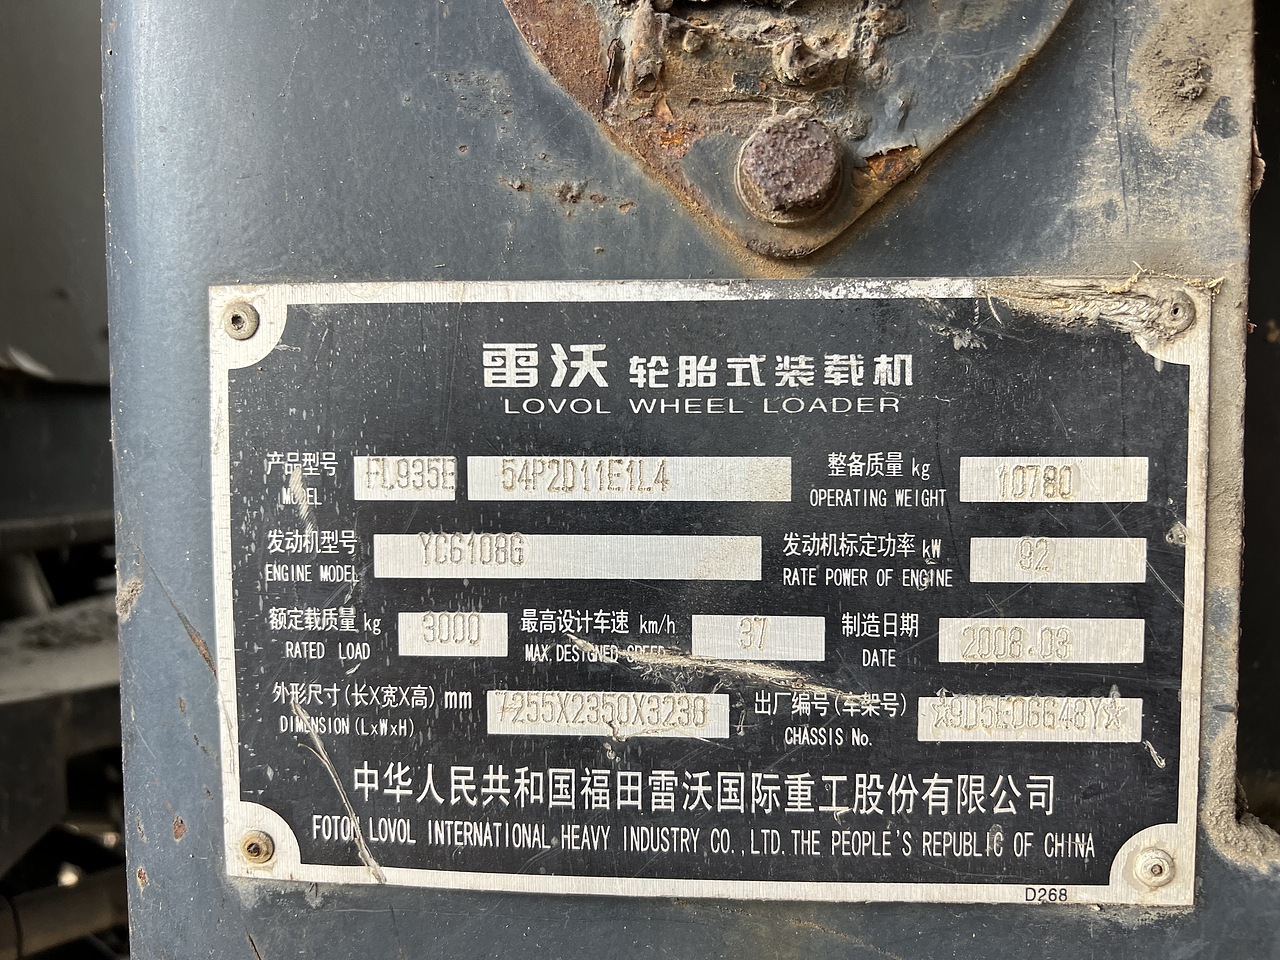 雷沃 轮胎式装载机
LOVOL WHEEL LOADER
产品型号 FL935E 54P2D11E1L4 整备质量 kg 10780
MODEL OPERATING WEIGHT
发动机型号 YC6108G 发动机标定功率 kW 92
ENGINE MODEL RATE POWER OF ENGINE
额定载质量 kg 3000 最高设计车速 km/h 37 制造日期 2008.03
RATED LOAD MAX.DESIGNED SPEED DATE
外形尺寸(长X宽X高) mm 7255X2350X3230 出厂编号(车架号) ☆9D5E06648Y☆
DIMENSION(LxWxH) CHASSIS No.
中华人民共和国福田雷沃国际重工股份有限公司
FOTON LOVOL INTERNATIONAL HEAVY INDUSTRY CO.,LTD.THE PEOPLE'S REPUBLIC OF CHINA
D268